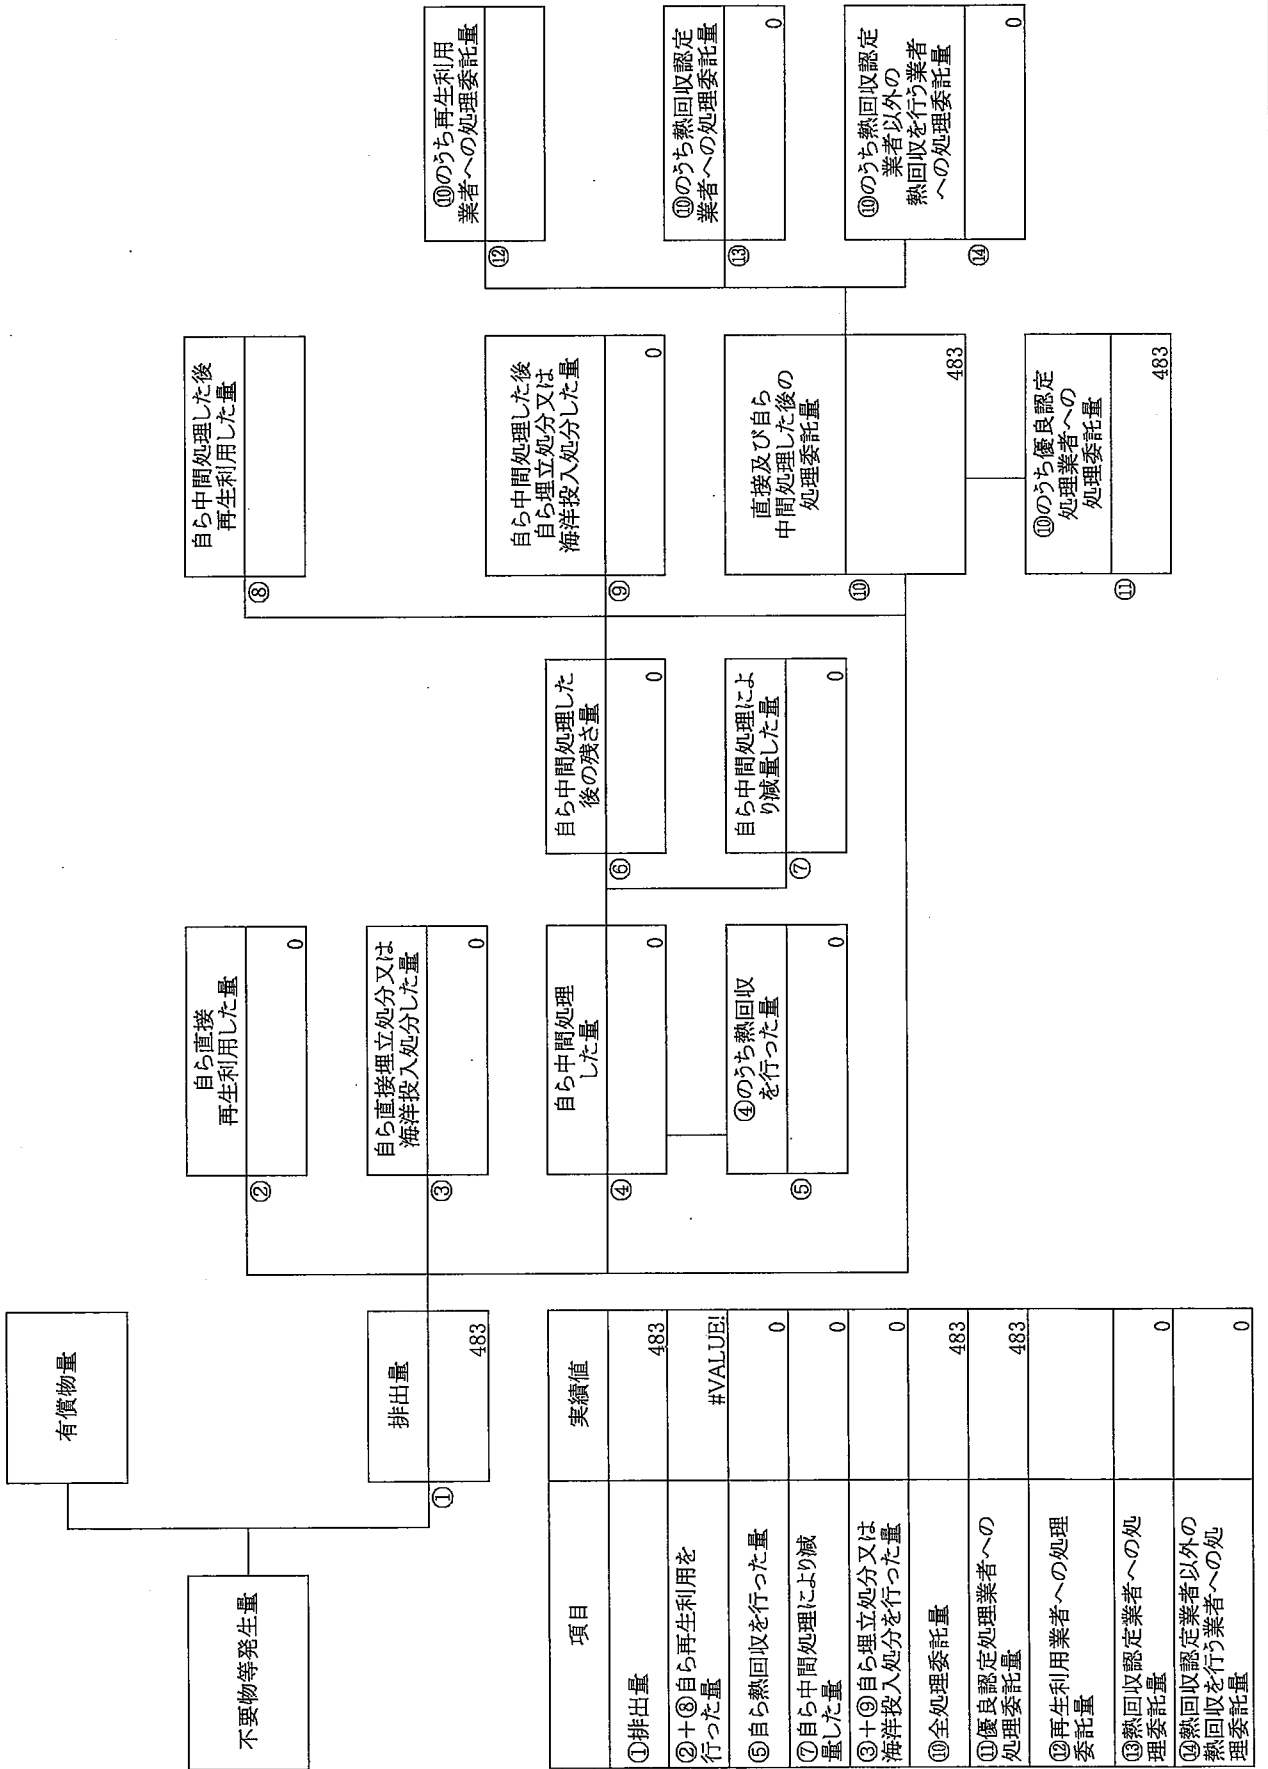 不要物等発生量
有償物量
①
排出量
483
②
自ら直接
再生利用した量
0
③
自ら直接埋立処分又は
海洋投入処分した量
0
④
自ら中間処理
した量
0
⑤
④のうち熱回収
を行った量
0
⑥
自ら中間処理した
後の残さ量
0
⑦
自ら中間処理によ
り減量した量
0
⑧
自ら中間処理した後
再生利用した量
⑨
自ら中間処理した後
自ら埋立処分又は
海洋投入処分した量
0
⑩
直接及び自ら
中間処理した後の
処理委託量
483
⑪
⑩のうち優良認定
処理業者への
処理委託量
483
⑫
⑩のうち再生利用
業者への処理委託量
⑬
⑩のうち熱回収認定
業者への処理委託量
0
⑭
⑩のうち熱回収認定
業者以外の
熱回収を行う業者
への処理委託量
0
項目 実績値
①排出量 483
②+⑧自ら再生利用を
行った量 #VALUE!
⑤自ら熱回収を行った量 0
⑦自ら中間処理により減
量した量 0
③+⑨自ら埋立処分又は
海洋投入処分を行った量 0
⑩全処理委託量 483
⑪優良認定処理業者への
処理委託量 483
⑫再生利用業者への処理
委託量
⑬熱回収認定業者への処
理委託量 0
⑭熱回収認定業者以外の
熱回収を行う業者への処
理委託量 0